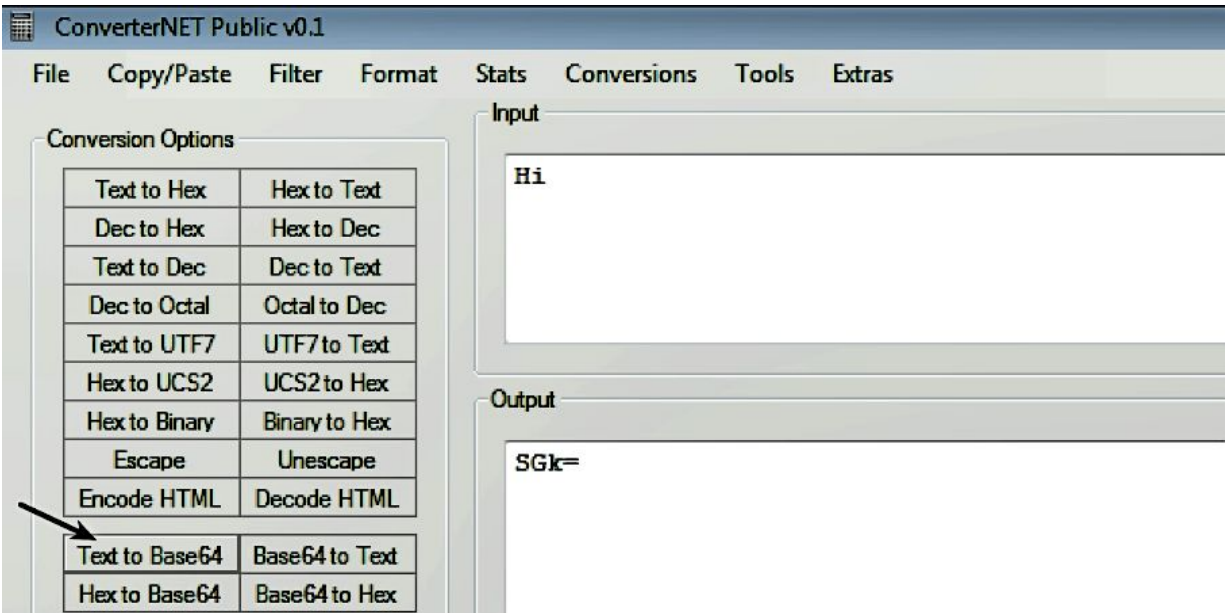 ConverterNET Public v0.1
File Copy/Paste Filter Format Stats Conversions Tools Extras
Conversion Options
Text to Hex Hex to Text
Dec to Hex Hex to Dec
Text to Dec Dec to Text
Dec to Octal Octal to Dec
Text to UTF7 UTF7 to Text
Hex to UCS2 UCS2 to Hex
Hex to Binary Binary to Hex
Escape Unescape
Encode HTML Decode HTML
Text to Base64 Base64 to Text
Hex to Base64 Base64 to Hex
Input
Hi
Output
SGk=